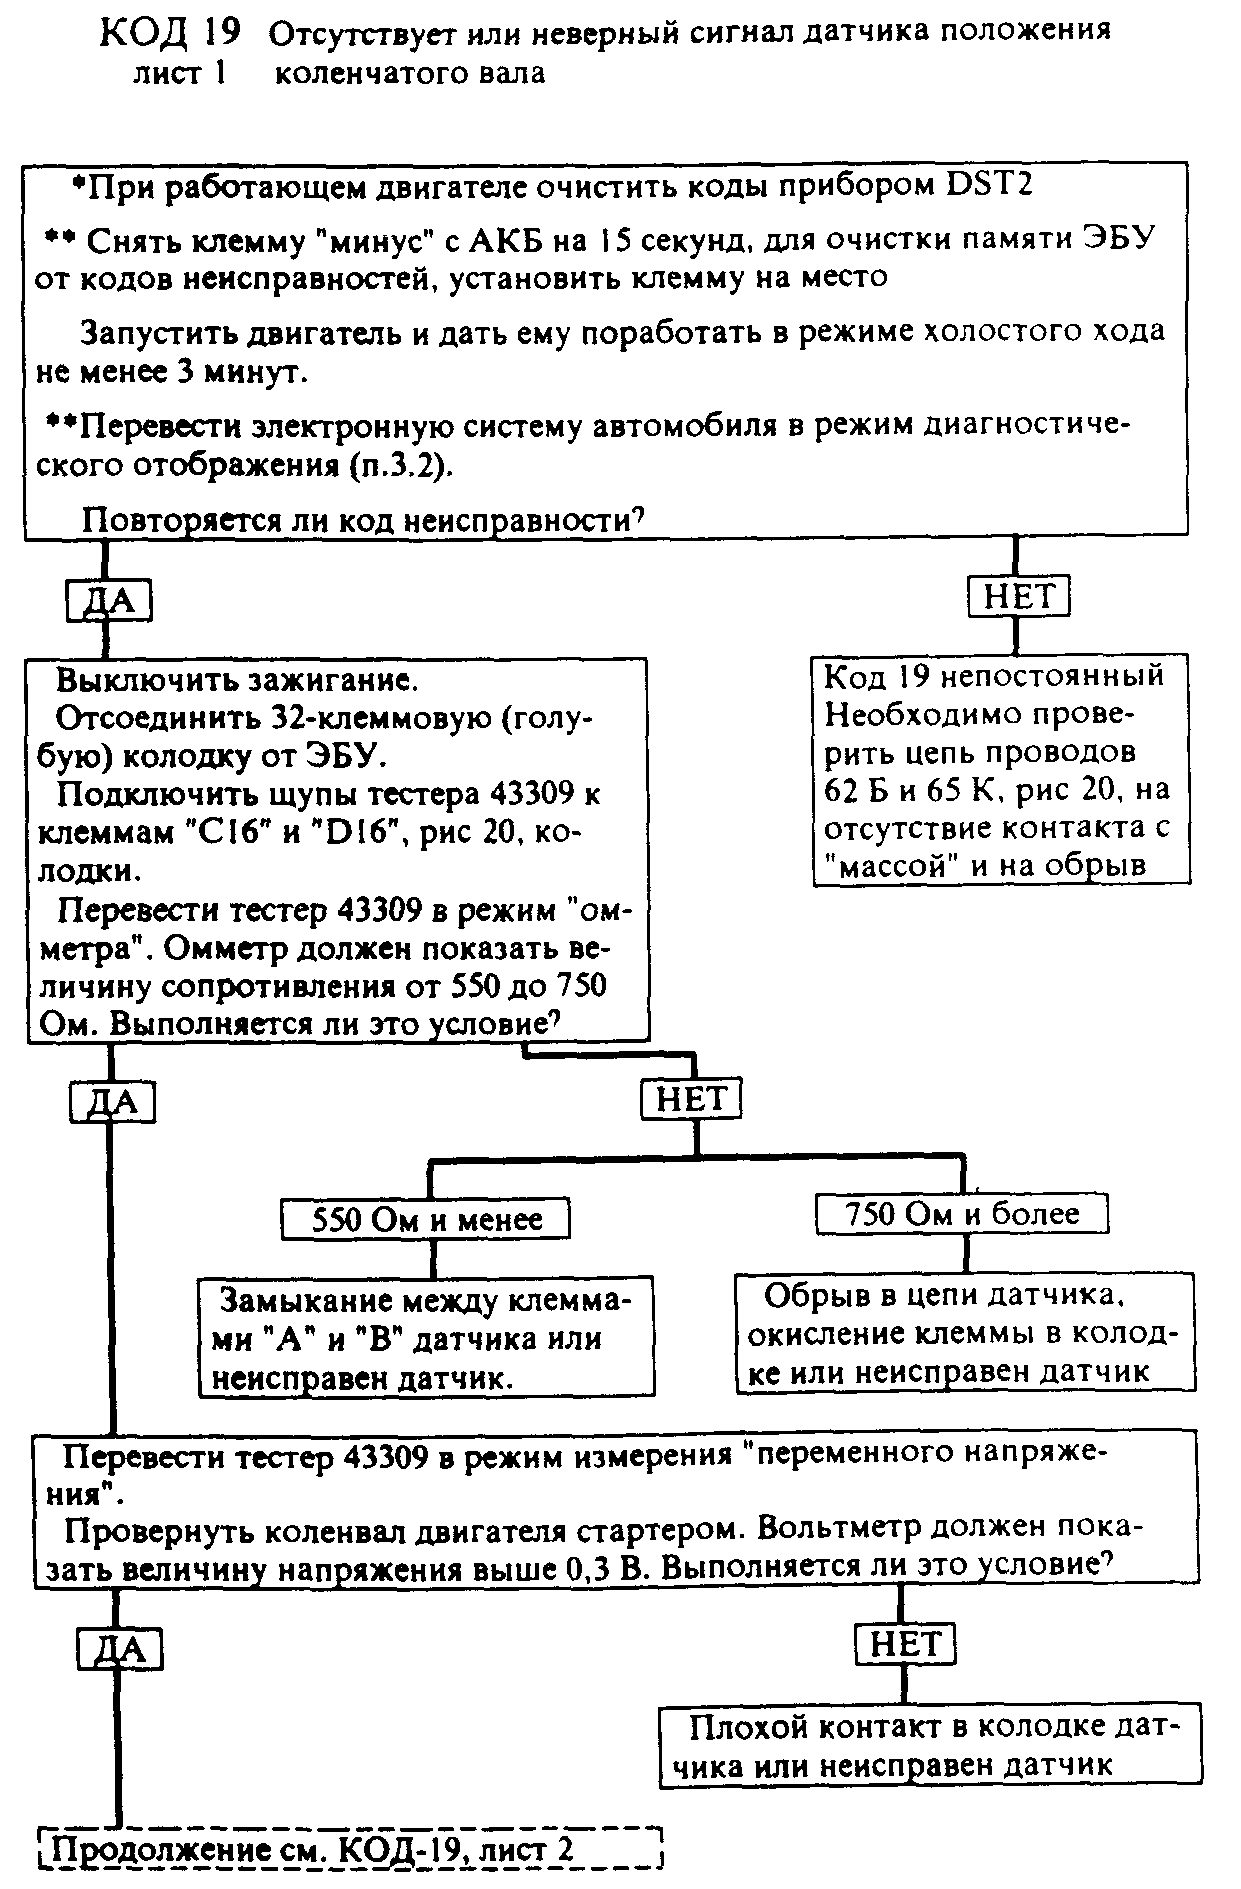 КОД 19 Отсутствует или неверный сигнал датчика положения
лист 1 коленчатого вала
*При работающем двигателе очистить коды прибором DST2
** Снять клемму "минус" с АКБ на 15 секунд, для очистки памяти ЭБУ
от кодов неисправностей, установить клемму на место
Запустить двигатель и дать ему поработать в режиме холостого хода
не менее 3 минут.
**Перевести электронную систему автомобиля в режим диагностиче-
ского отображения (п.3.2).
Повторяется ли код неисправности?
ДА
НЕТ
Выключить зажигание.
Отсоединить 32-клеммовую (голу-
бую) колодку от ЭБУ.
Подключить щупы тестера 43309 к
клеммам "C16" и "D16", рис 20, ко-
лодки.
Перевести тестер 43309 в режим "ом-
метра". Омметр должен показать ве-
личину сопротивления от 550 до 750
Ом. Выполняется ли это условие?
Код 19 непостоянный
Необходимо прове-
рить цепь проводов
62 Б и 65 К, рис 20, на
отсутствие контакта с
"массой" и на обрыв
ДА
НЕТ
550 Ом и менее
750 Ом и более
Замыкание между клемма-
ми "А" и "В" датчика или
неисправен датчик.
Обрыв в цепи датчика,
окисление клеммы в колод-
ке или неисправен датчик
Перевести тестер 43309 в режим измерения "переменного напряже-
ния".
Провернуть коленвал двигателя стартером. Вольтметр должен пока-
зать величину напряжения выше 0,3 В. Выполняется ли это условие?
ДА
НЕТ
Плохой контакт в колодке дат-
чика или неисправен датчик
Продолжение см. КОД-19, лист 2